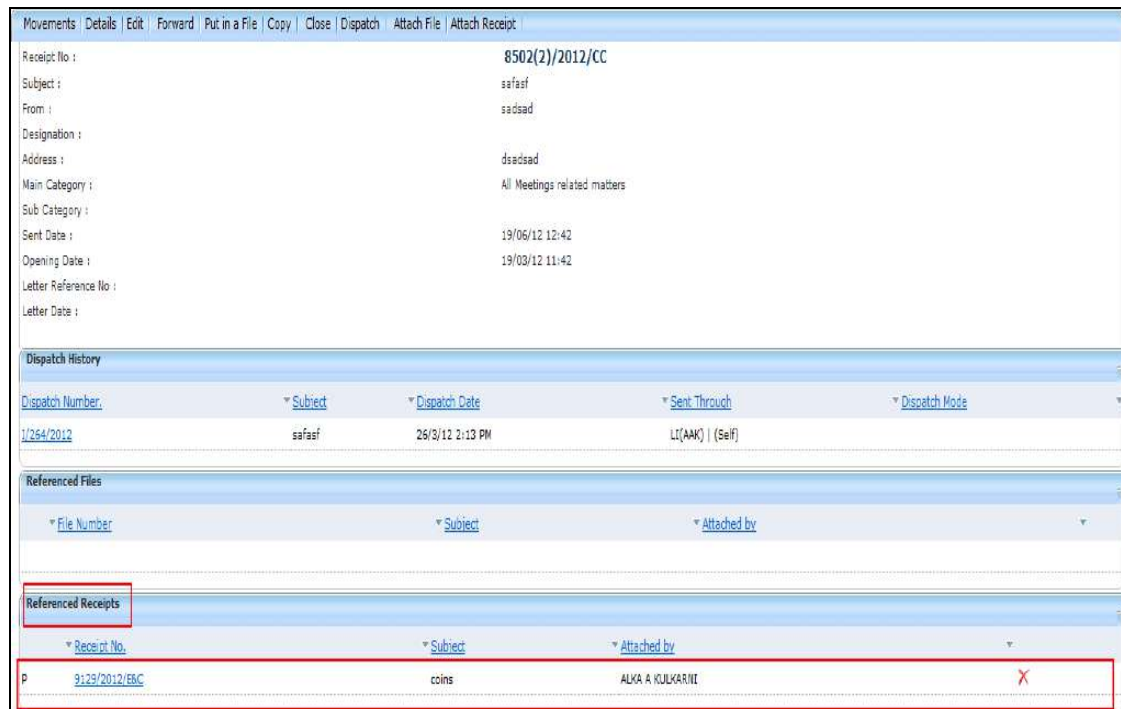 Movements | Details | Edit | Forward | Put in a File | Copy | Close | Dispatch | Attach File | Attach Receipt
Receipt No : 8502(2)/2012/CC
Subject : safasf
From : sadsad
Designation :
Address : dsadsad
Main Category : All Meetings related matters
Sub Category :
Sent Date : 19/06/12 12:42
Opening Date : 19/03/12 11:42
Letter Reference No :
Letter Date :
Dispatch History
Dispatch Number. Subject Dispatch Date Sent Through Dispatch Mode
I/264/2012 safasf 26/3/12 2:13 PM LI(AAK) | (Self)
Referenced Files
File Number Subject Attached by
Referenced Receipts
Receipt No. Subject Attached by
P 9129/2012/E&C coins ALKA A KULKARNI